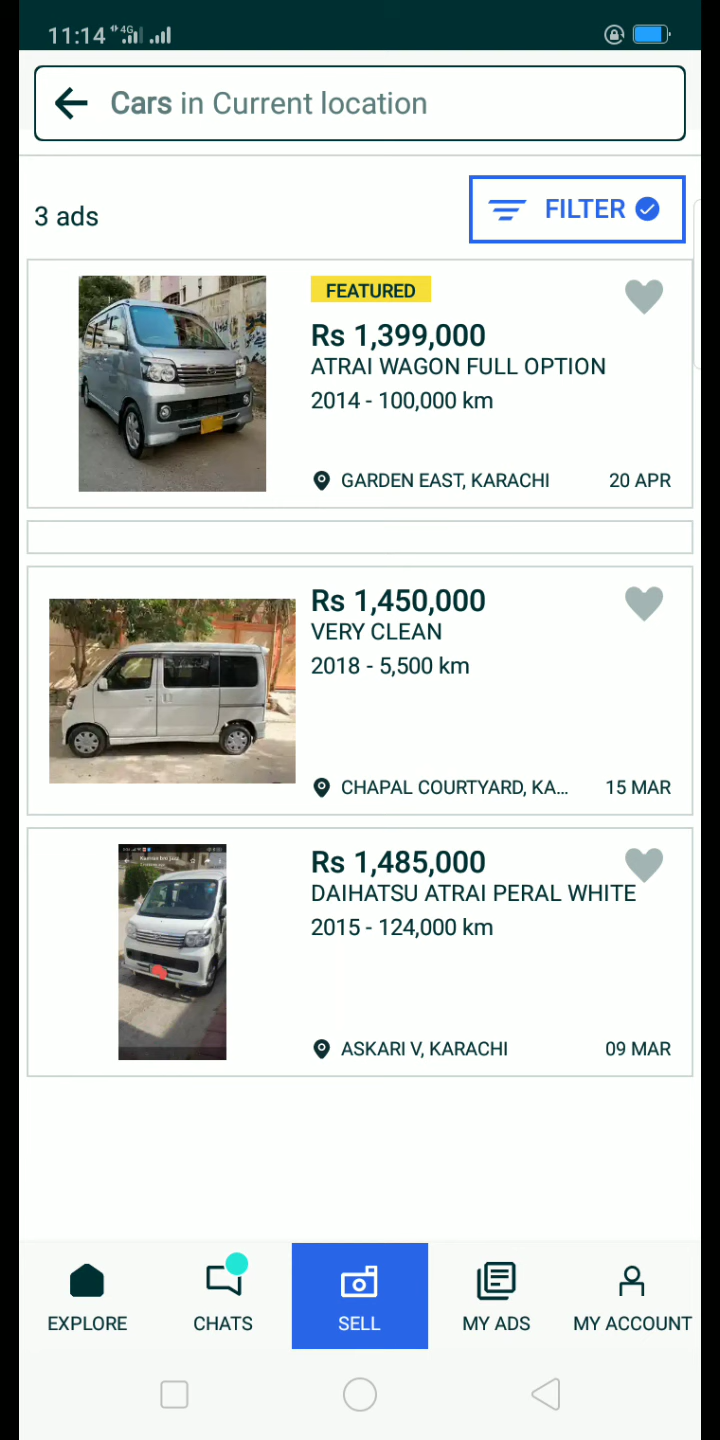 11:14 4G
Cars in Current location
3 ads
FILTER
FEATURED
Rs 1,399,000
ATRAI WAGON FULL OPTION
2014 - 100,000 km
GARDEN EAST, KARACHI 20 APR
Rs 1,450,000
VERY CLEAN
2018 - 5,500 km
CHAPAL COURTYARD, KA... 15 MAR
Rs 1,485,000
DAIHATSU ATRAI PERAL WHITE
2015 - 124,000 km
ASKARI V, KARACHI 09 MAR
EXPLORE CHATS SELL MY ADS MY ACCOUNT